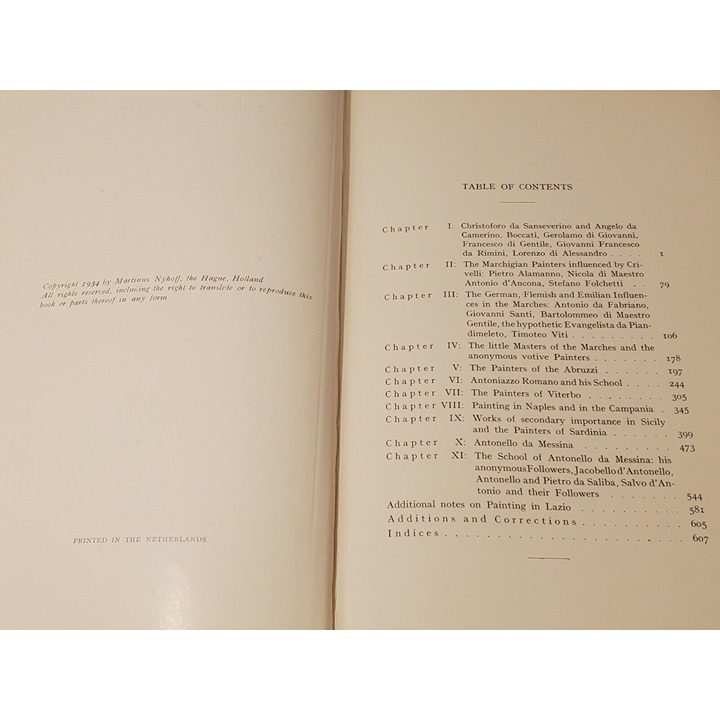 Copyright 1934 by Martinus Nyhoff, the Hague, Holland
All rights reserved, including the right to translate or to reproduce this
book or parts thereof in any form
PRINTED IN THE NETHERLANDS
TABLE OF CONTENTS
Chapter I: Christoforo da Sanseverino and Angelo da
Camerino, Boccati, Gerolamo di Giovanni,
Francesco di Gentile, Giovanni Francesco
da Rimini, Lorenzo di Alessandro . . . . 1
Chapter II: The Marchigian Painters influenced by Cri-
velli: Pietro Alamanno, Nicola di Maestro
Antonio d'Ancona, Stefano Folchetti . . 79
Chapter III: The German, Flemish and Emilian Influen-
ces in the Marches: Antonio da Fabriano,
Giovanni Santi, Bartolommeo di Maestro
Gentile, the hypothetic Evangelista da Pian-
dimeleto, Timoteo Viti . . . . . . . . . 106
Chapter IV: The little Masters of the Marches and the
anonymous votive Painters . . . . . . . 178
Chapter V: The Painters of the Abruzzi . . . . . . 197
Chapter VI: Antoniazzo Romano and his School . . . . 244
Chapter VII: The Painters of Viterbo . . . . . . . 305
Chapter VIII: Painting in Naples and in the Campania . 345
Chapter IX: Works of secondary importance in Sicily
and the Painters of Sardinia . . . . . . 399
Chapter X: Antonello da Messina . . . . . . . . 473
Chapter XI: The School of Antonello da Messina: his
anonymous Followers, Jacobello d'Antonello,
Antonello and Pietro da Saliba, Salvo d'An-
tonio and their Followers . . . . . . . 544
Additional notes on Painting in Lazio . . . . . . . . . 581
Additions and Corrections . . . . . . . . . . 605
Indices . . . . . . . . . . . . . . . . . . . 607